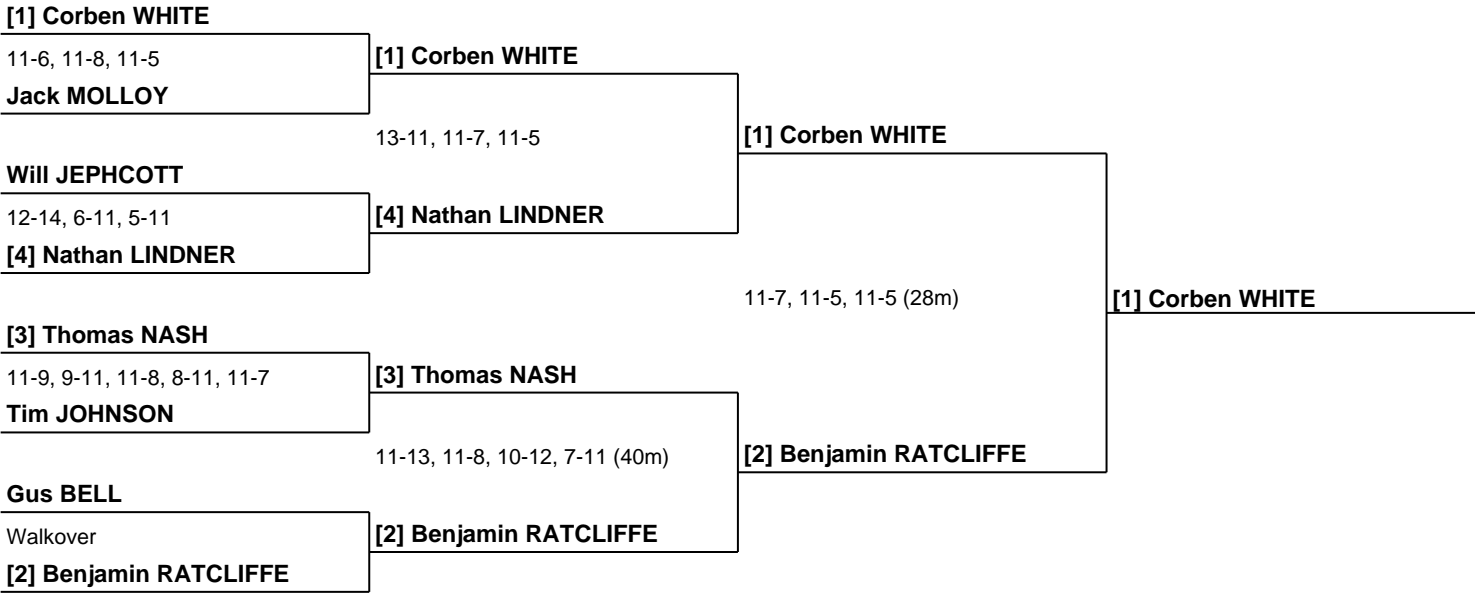 [1] Corben WHITE
11-6, 11-8, 11-5
[1] Corben WHITE
Jack MOLLOY
13-11, 11-7, 11-5
[1] Corben WHITE
Will JEPHCOTT
12-14, 6-11, 5-11
[4] Nathan LINDNER
[4] Nathan LINDNER
11-7, 11-5, 11-5 (28m)
[1] Corben WHITE
[3] Thomas NASH
11-9, 9-11, 11-8, 8-11, 11-7
[3] Thomas NASH
Tim JOHNSON
11-13, 11-8, 10-12, 7-11 (40m)
[2] Benjamin RATCLIFFE
Gus BELL
Walkover
[2] Benjamin RATCLIFFE
[2] Benjamin RATCLIFFE